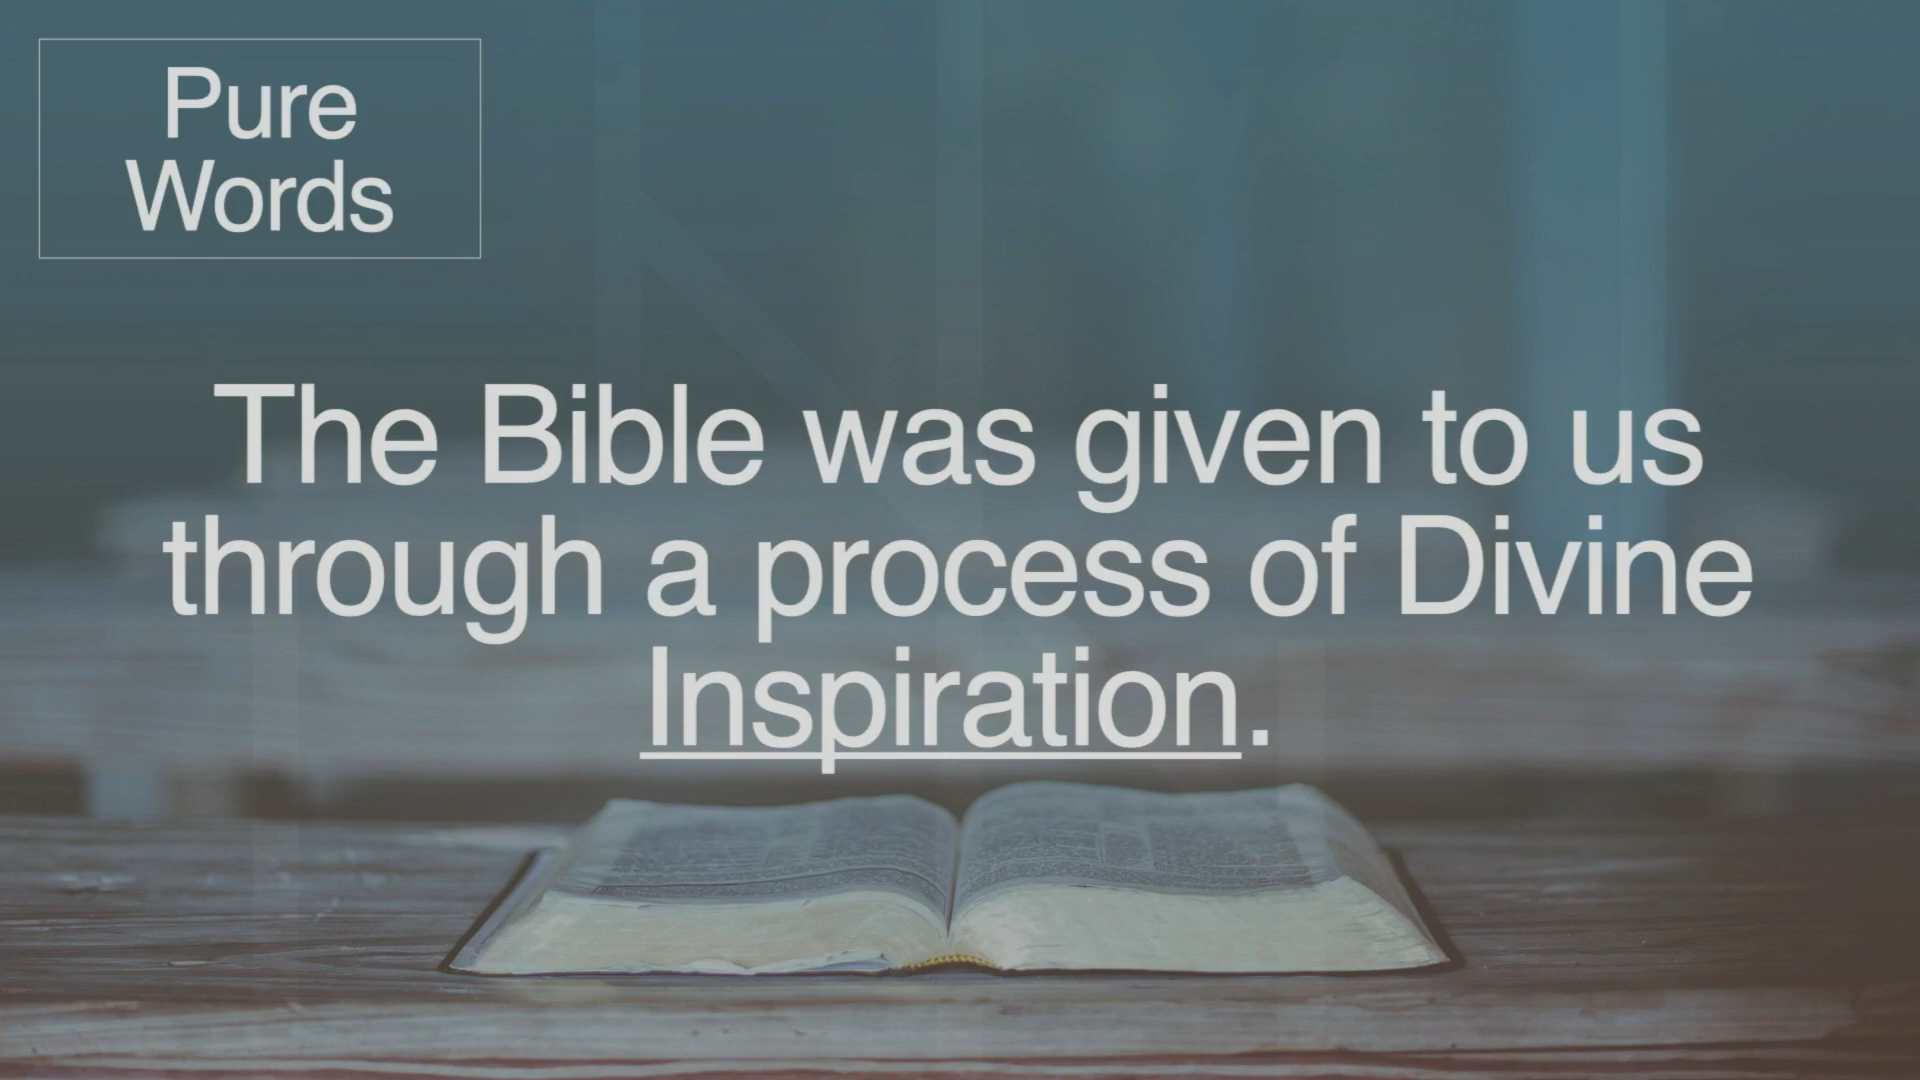 Pure
Words
The Bible was given to us
through a process of Divine
Inspiration.